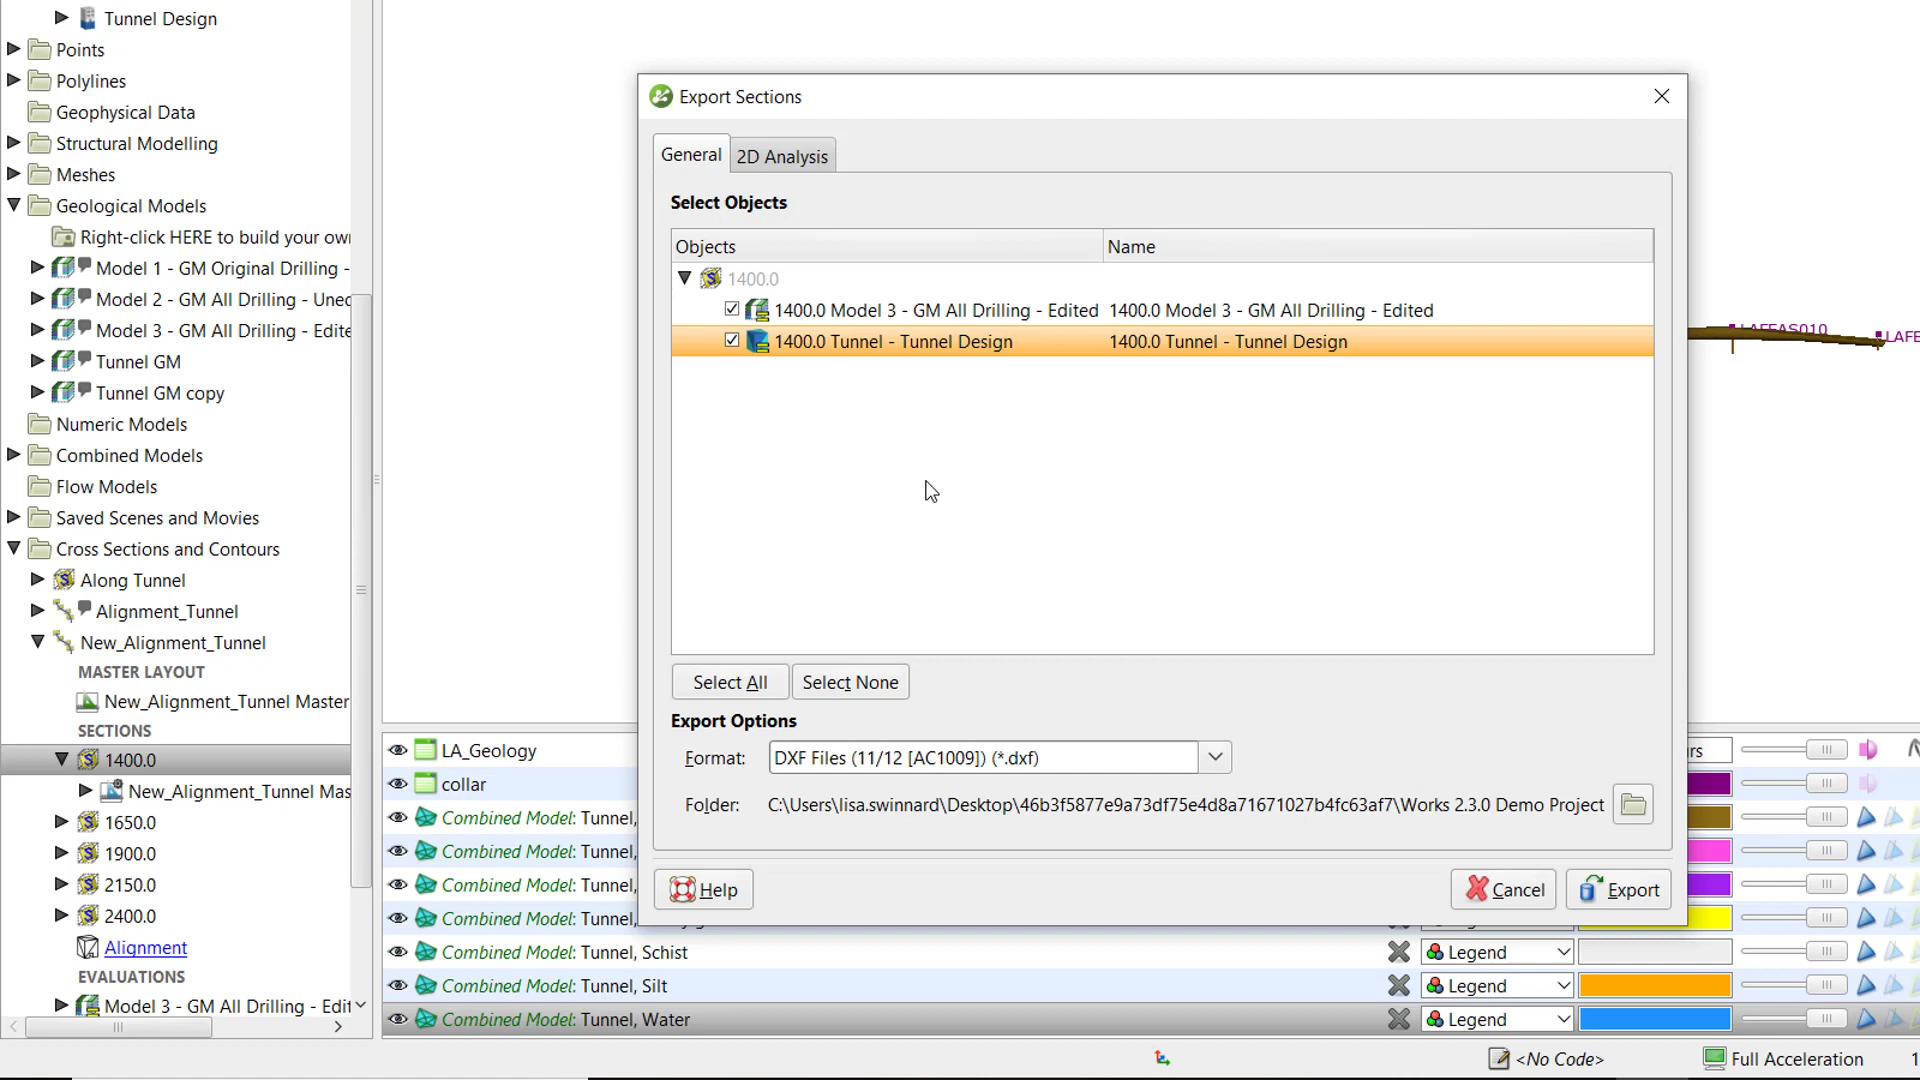 Tunnel Design
Points
Polylines
Geophysical Data
Structural Modelling
Meshes
Geological Models
Right-click HERE to build your own
Model 1 - GM Original Drilling -
Model 2 - GM All Drilling - Uned
Model 3 - GM All Drilling - Edite
Tunnel GM
Tunnel GM copy
Numeric Models
Combined Models
Flow Models
Saved Scenes and Movies
Cross Sections and Contours
Along Tunnel
Alignment_Tunnel
New_Alignment_Tunnel
MASTER LAYOUT
New_Alignment_Tunnel Master
SECTIONS
1400.0
New_Alignment_Tunnel Mas
1650.0
1900.0
2150.0
2400.0
Alignment
EVALUATIONS
Model 3 - GM All Drilling - Edit
Export Sections
General
2D Analysis
Select Objects
Objects
Name
1400.0
1400.0 Model 3 - GM All Drilling - Edited
1400.0 Model 3 - GM All Drilling - Edited
1400.0 Tunnel - Tunnel Design
1400.0 Tunnel - Tunnel Design
Select All
Select None
Export Options
Format:
DXF Files (11/12 [AC1009]) (*.dxf)
Folder:
C:\Users\lisa.swinnard\Desktop\46b3f5877e9a73df75e4d8a71671027b4fc63af7\Works 2.3.0 Demo Project
Help
Cancel
Export
LAFEAS010
LAFE
LA_Geology
rs
collar
Combined Model: Tunnel,
Combined Model: Tunnel,
Combined Model: Tunnel,
Combined Model: Tunnel,
Combined Model: Tunnel, Schist
Legend
Combined Model: Tunnel, Silt
Legend
Combined Model: Tunnel, Water
Legend
<No Code>
Full Acceleration
1